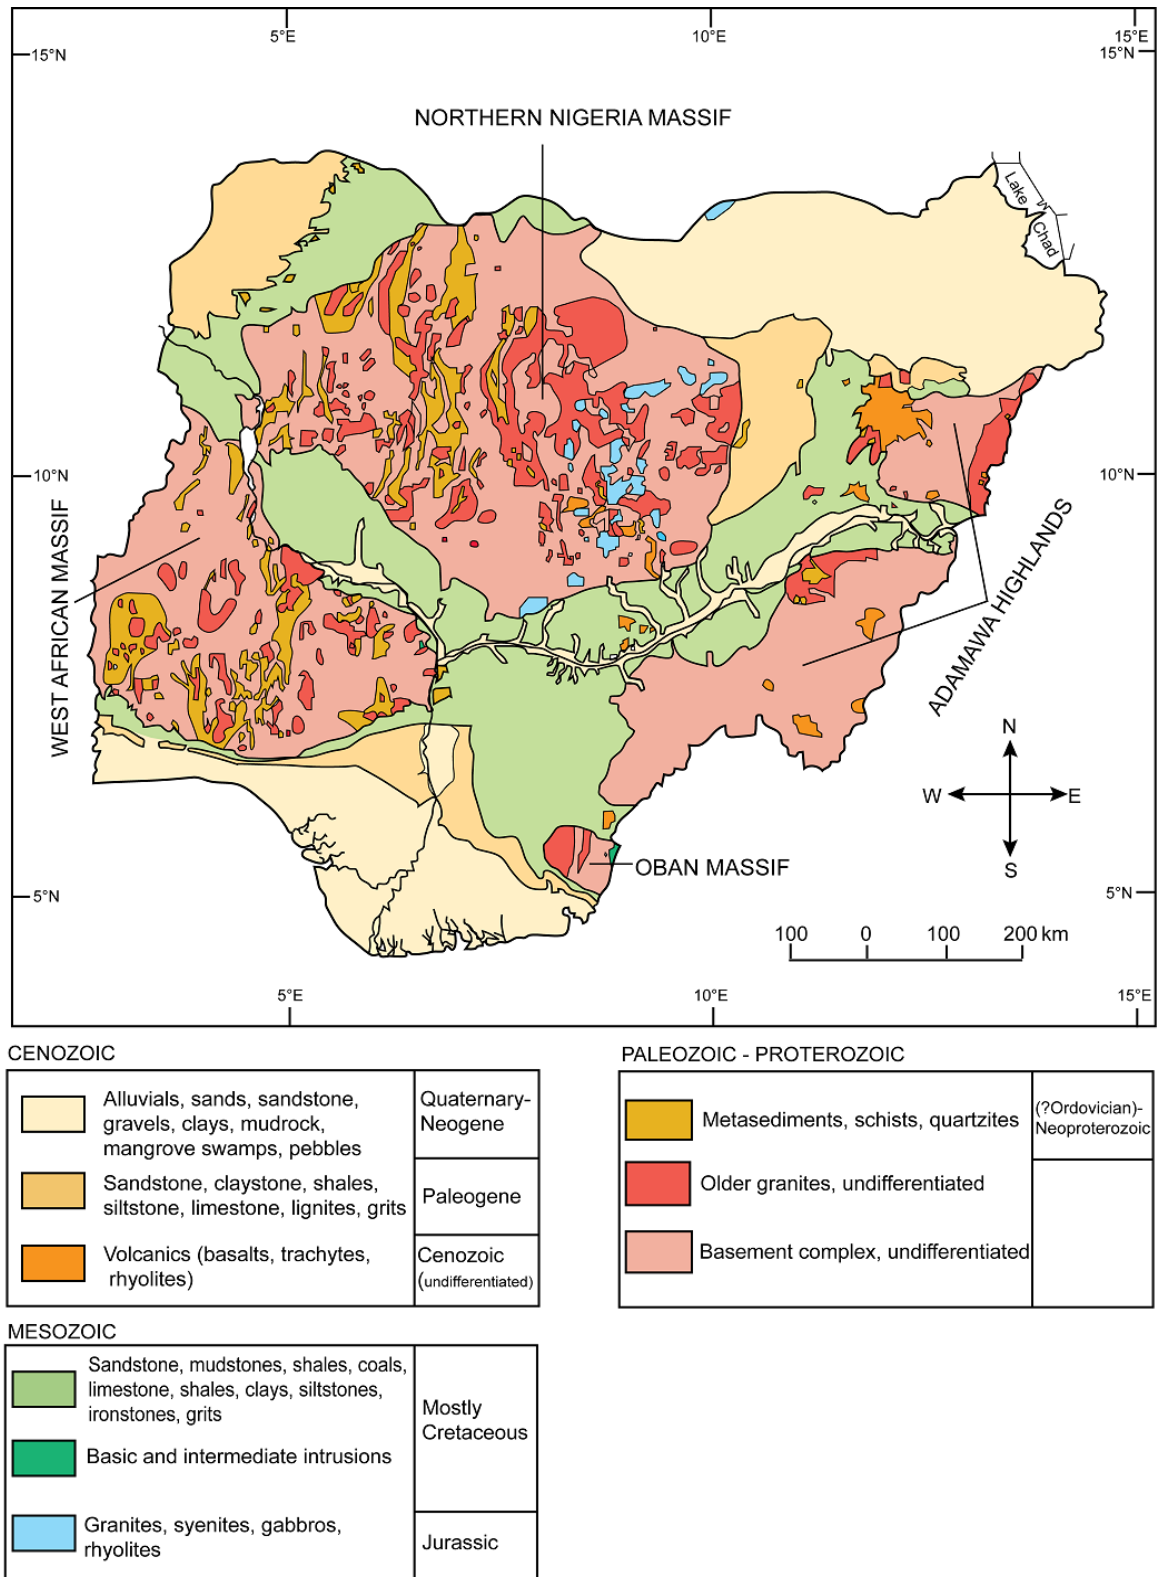 5°E
10°E
15°E
15°N
15°N
NORTHERN NIGERIA MASSIF
Lake
Chad
10°N
10°N
WEST AFRICAN MASSIF
ADAMAWA HIGHLANDS
N
W
E
S
OBAN MASSIF
5°N
5°N
100
0
100
200 km
5°E
10°E
15°E
CENOZOIC
Alluvials, sands, sandstone,
gravels, clays, mudrock,
mangrove swamps, pebbles
Quaternary-
Neogene
Sandstone, claystone, shales,
siltstone, limestone, lignites, grits
Paleogene
Volcanics (basalts, trachytes,
rhyolites)
Cenozoic
(undifferentiated)
PALEOZOIC - PROTEROZOIC
Metasediments, schists, quartzites
(?Ordovician)-
Neoproterozoic
Older granites, undifferentiated
Basement complex, undifferentiated
MESOZOIC
Sandstone, mudstones, shales, coals,
limestone, shales, clays, siltstones,
ironstones, grits
Mostly
Cretaceous
Basic and intermediate intrusions
Granites, syenites, gabbros,
rhyolites
Jurassic